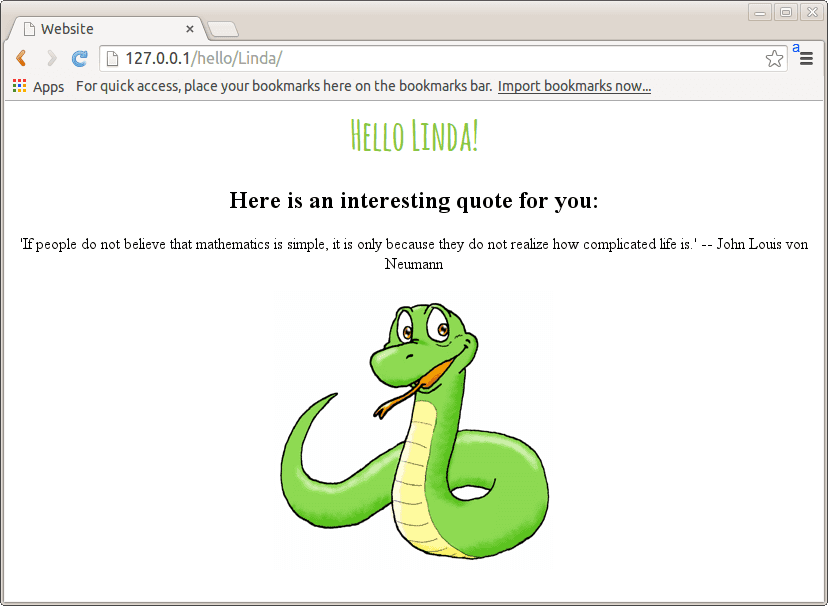 Website
127.0.0.1/hello/Linda/
a
Apps For quick access, place your bookmarks here on the bookmarks bar. Import bookmarks now...
Hello Linda!
Here is an interesting quote for you:
'If people do not believe that mathematics is simple, it is only because they do not realize how complicated life is.' -- John Louis von
Neumann